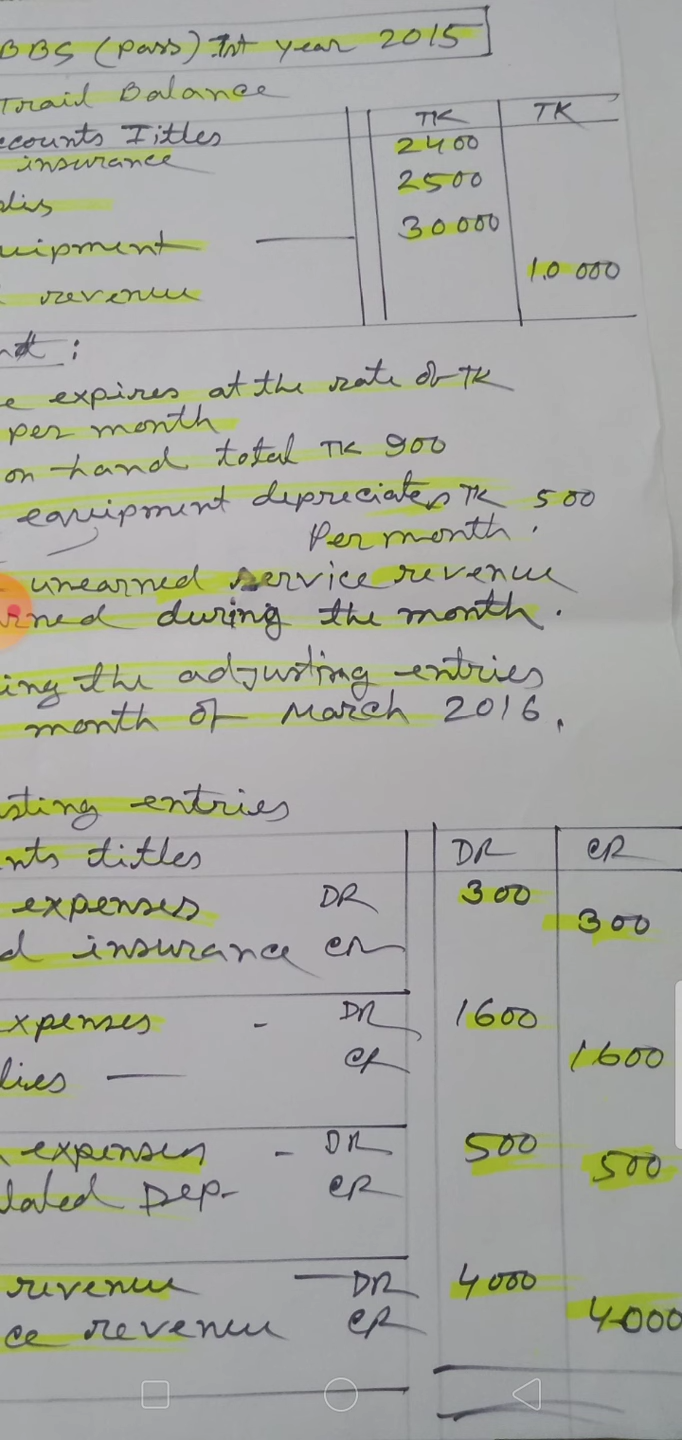 BBS (pass) 1st year 2015
Traid Balance
ccounts Titles TK TK
insurance 2400
lis 2500
uipment 30000
revenue 10000
nt :
e expires at the rate of TK
per month
on hand total TK 900
equipment depreciates TK 500
Per month.
unearned service revenue
rned during the month.
ing the adjusting entries
month of March 2016.
sting entries
nts titles DR CR
expenses DR 300
d insurance CR 300
xpenses - DR 1600
lies CR 1600
expenses - DR 500
lated Dep- CR 500
revenue DR 4000
ce revenue CR 4000